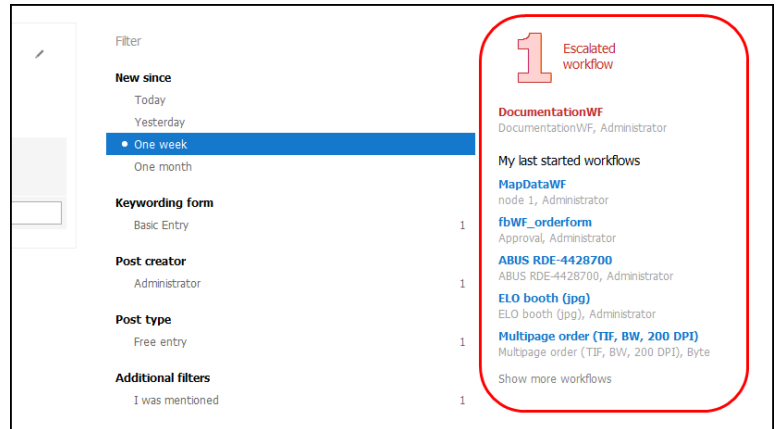 Filter
New since
Today
Yesterday
One week
One month
Keywording form
Basic Entry 1
Post creator
Administrator 1
Post type
Free entry 1
Additional filters
I was mentioned 1
1 Escalated
workflow
DocumentationWF
DocumentationWF, Administrator
My last started workflows
MapDataWF
node 1, Administrator
fbWF_orderform
Approval, Administrator
ABUS RDE-4428700
ABUS RDE-4428700, Administrator
ELO booth (jpg)
ELO booth (jpg), Administrator
Multipage order (TIF, BW, 200 DPI)
Multipage order (TIF, BW, 200 DPI), Byte
Show more workflows